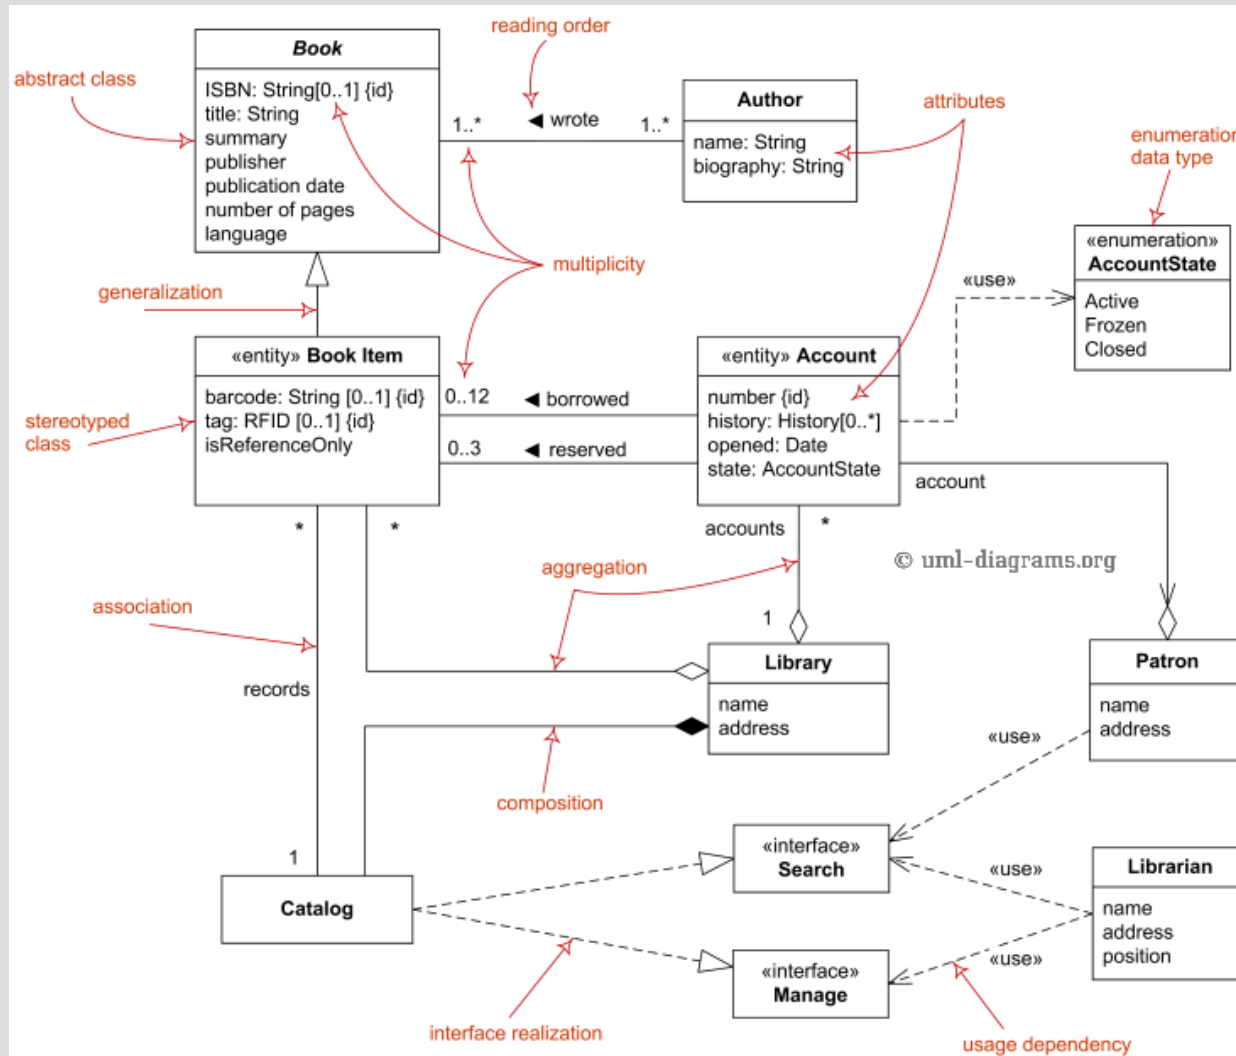 reading order
Book
abstract class
ISBN: String[0..1] {id}
title: String
summary
publisher
publication date
number of pages
language
1..*
◀ wrote
1..*
Author
name: String
biography: String
attributes
enumeration
data type
«enumeration»
AccountState
Active
Frozen
Closed
multiplicity
«use»
generalization
«entity» Book Item
barcode: String [0..1] {id}
tag: RFID [0..1] {id}
isReferenceOnly
stereotyped
class
0..12
◀ borrowed
0..3
◀ reserved
«entity» Account
number {id}
history: History[0..*]
opened: Date
state: AccountState
account
*
*
accounts
*
© uml-diagrams.org
aggregation
association
1
records
Library
name
address
Patron
name
address
composition
«use»
1
Catalog
«interface»
Search
«use»
Librarian
name
address
position
«interface»
Manage
«use»
interface realization
usage dependency